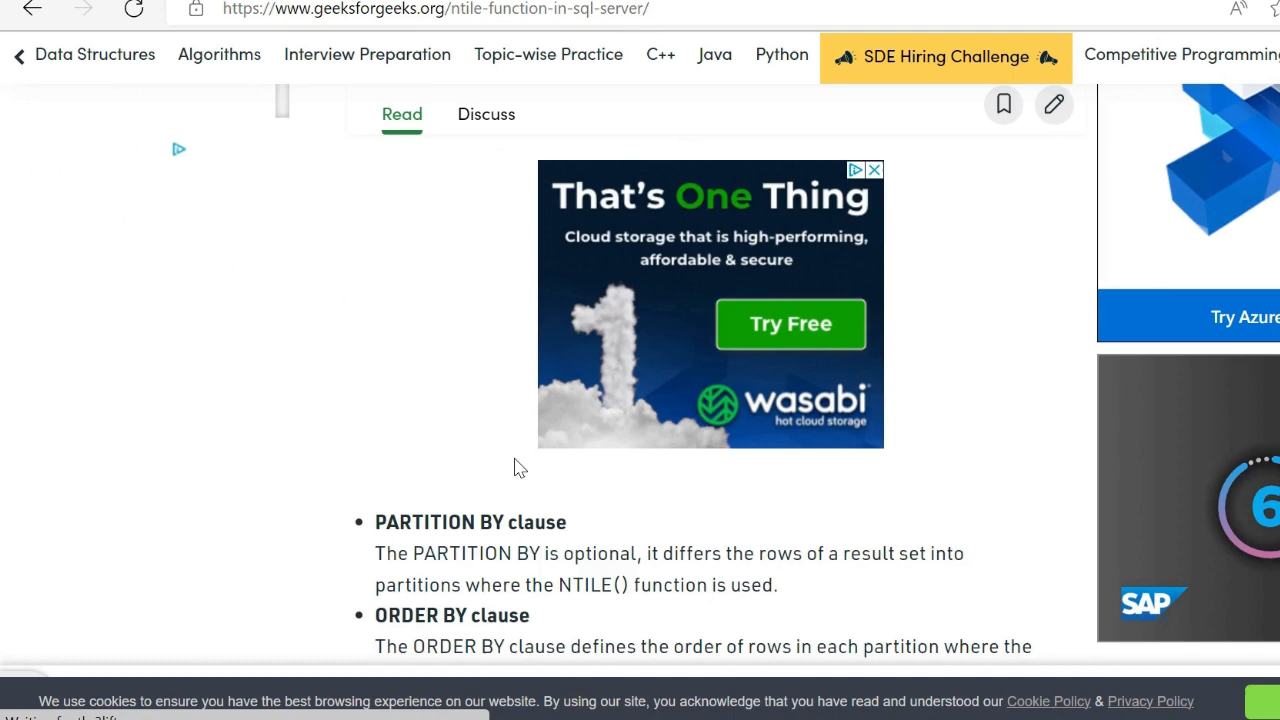 https://www.geeksforgeeks.org/ntile-function-in-sql-server/
Data Structures Algorithms Interview Preparation Topic-wise Practice C++ Java Python SDE Hiring Challenge Competitive Programming
Read Discuss
That's One Thing
Cloud storage that is high-performing,
affordable & secure
Try Free
wasabi
hot cloud storage
Try Azure
6
SAP
• PARTITION BY clause
The PARTITION BY is optional, it differs the rows of a result set into
partitions where the NTILE() function is used.
• ORDER BY clause
The ORDER BY clause defines the order of rows in each partition where the
We use cookies to ensure you have the best browsing experience on our website. By using our site, you acknowledge that you have read and understood our Cookie Policy & Privacy Policy